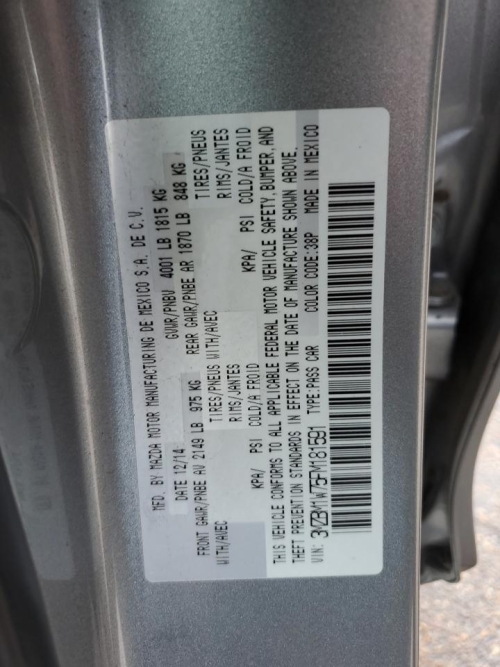 MFD. BY MAZDA MOTOR MANUFACTURING DE MEXICO S.A. DE C.V.
DATE 12/14 GVWR/PNBV 4001 LB 1815 KG
FRONT GAWR/PNBE AV 2149 LB 975 KG REAR GAWR/PNBE AR 1870 LB 848 KG
WITH/AVEC TIRES/PNEUS WITH/AVEC TIRES/PNEUS
RIMS/JANTES RIMS/JANTES
KPA/ PSI COLD/A FROID KPA/ PSI COLD/A FROID
THIS VEHICLE CONFORMS TO ALL APPLICABLE FEDERAL MOTOR VEHICLE SAFETY,BUMPER,AND
THEFT PREVENTION STANDARDS IN EFFECT ON THE DATE OF MANUFACTURE SHOWN ABOVE.
VIN: 3MZBM1W75FM181591 TYPE:PASS CAR COLOR CODE:38P MADE IN MEXICO